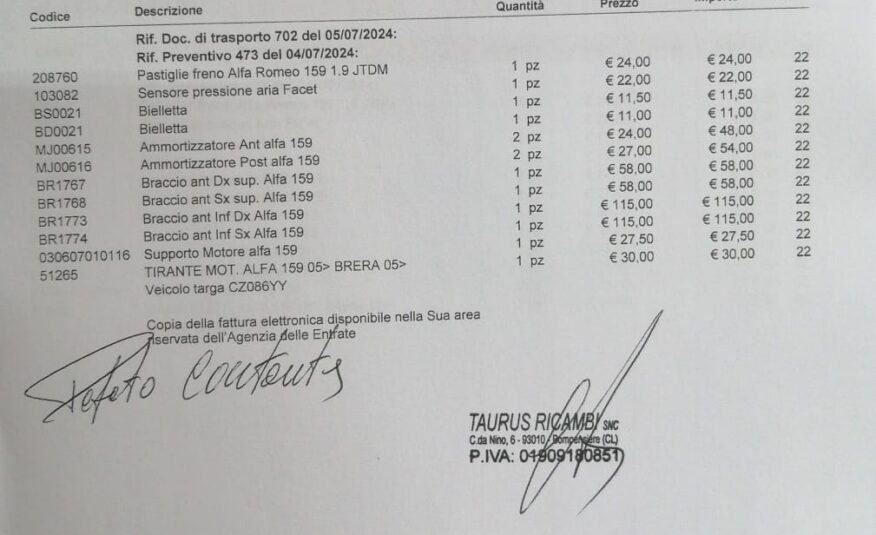 Codice Descrizione Quantità Prezzo
Rif. Doc. di trasporto 702 del 05/07/2024:
Rif. Preventivo 473 del 04/07/2024:
208760 Pastiglie freno Alfa Romeo 159 1.9 JTDM 1 pz € 24,00 € 24,00 22
103082 Sensore pressione aria Facet 1 pz € 22,00 € 22,00 22
BS0021 Bielletta 1 pz € 11,50 € 11,50 22
BD0021 Bielletta 1 pz € 11,00 € 11,00 22
MJ00615 Ammortizzatore Ant alfa 159 2 pz € 24,00 € 48,00 22
MJ00616 Ammortizzatore Post alfa 159 2 pz € 27,00 € 54,00 22
BR1767 Braccio ant Dx sup. Alfa 159 1 pz € 58,00 € 58,00 22
BR1768 Braccio ant Sx sup. Alfa 159 1 pz € 58,00 € 58,00 22
BR1773 Braccio ant Inf Dx Alfa 159 1 pz € 115,00 € 115,00 22
BR1774 Braccio ant Inf Sx Alfa 159 1 pz € 115,00 € 115,00 22
030607010116 Supporto Motore alfa 159 1 pz € 27,50 € 27,50 22
51265 TIRANTE MOT. ALFA 159 05> BRERA 05> 1 pz € 30,00 € 30,00 22
Veicolo targa CZ086YY
Copia della fattura elettronica disponibile nella Sua area
riservata dell'Agenzia delle Entrate
TAURUS RICAMBI SNC
C.da Nino, 6 - 93010 - Bompensiere (CL)
P.IVA: 01909180851